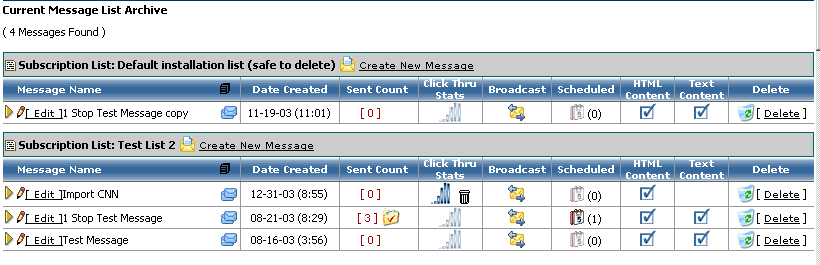 Current Message List Archive
( 4 Messages Found )
Subscription List: Default installation list (safe to delete) Create New Message
Message Name Date Created Sent Count Click Thru Stats Broadcast Scheduled HTML Content Text Content Delete
[ Edit ]1 Stop Test Message copy 11-19-03 (11:01) [ 0 ] (0) [ Delete ]
Subscription List: Test List 2 Create New Message
Message Name Date Created Sent Count Click Thru Stats Broadcast Scheduled HTML Content Text Content Delete
[ Edit ]Import CNN 12-31-03 (8:55) [ 0 ] (0) [ Delete ]
[ Edit ]1 Stop Test Message 08-21-03 (8:29) [ 3 ] (1) [ Delete ]
[ Edit ]Test Message 08-16-03 (3:56) [ 0 ] (0) [ Delete ]